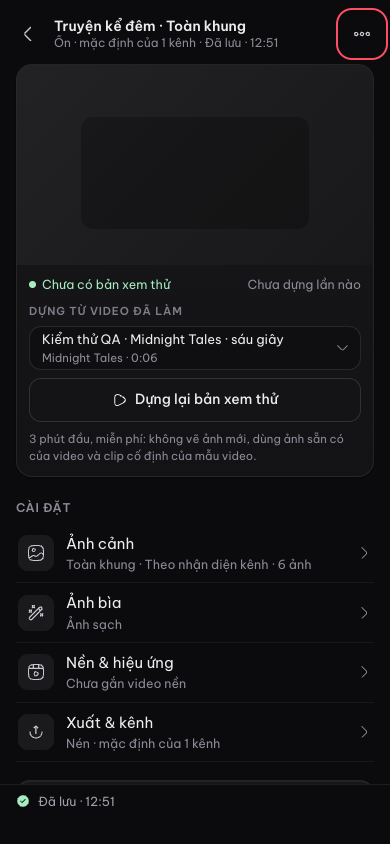 Truyện kể đêm · Toàn khung
Ổn · mặc định của 1 kênh · Đã lưu · 12:51
Chưa có bản xem thử
Chưa dựng lần nào
DỰNG TỪ VIDEO ĐÃ LÀM
Kiểm thử QA · Midnight Tales · sáu giây
Midnight Tales · 0:06
Dựng lại bản xem thử
3 phút đầu, miễn phí: không vẽ ảnh mới, dùng ảnh sẵn có
của video và clip cố định của mẫu video.
CÀI ĐẶT
Ảnh cảnh
Toàn khung · Theo nhận diện kênh · 6 ảnh
Ảnh bìa
Ảnh sạch
Nền & hiệu ứng
Chưa gắn video nền
Xuất & kênh
Nén · mặc định của 1 kênh
Đã lưu · 12:51